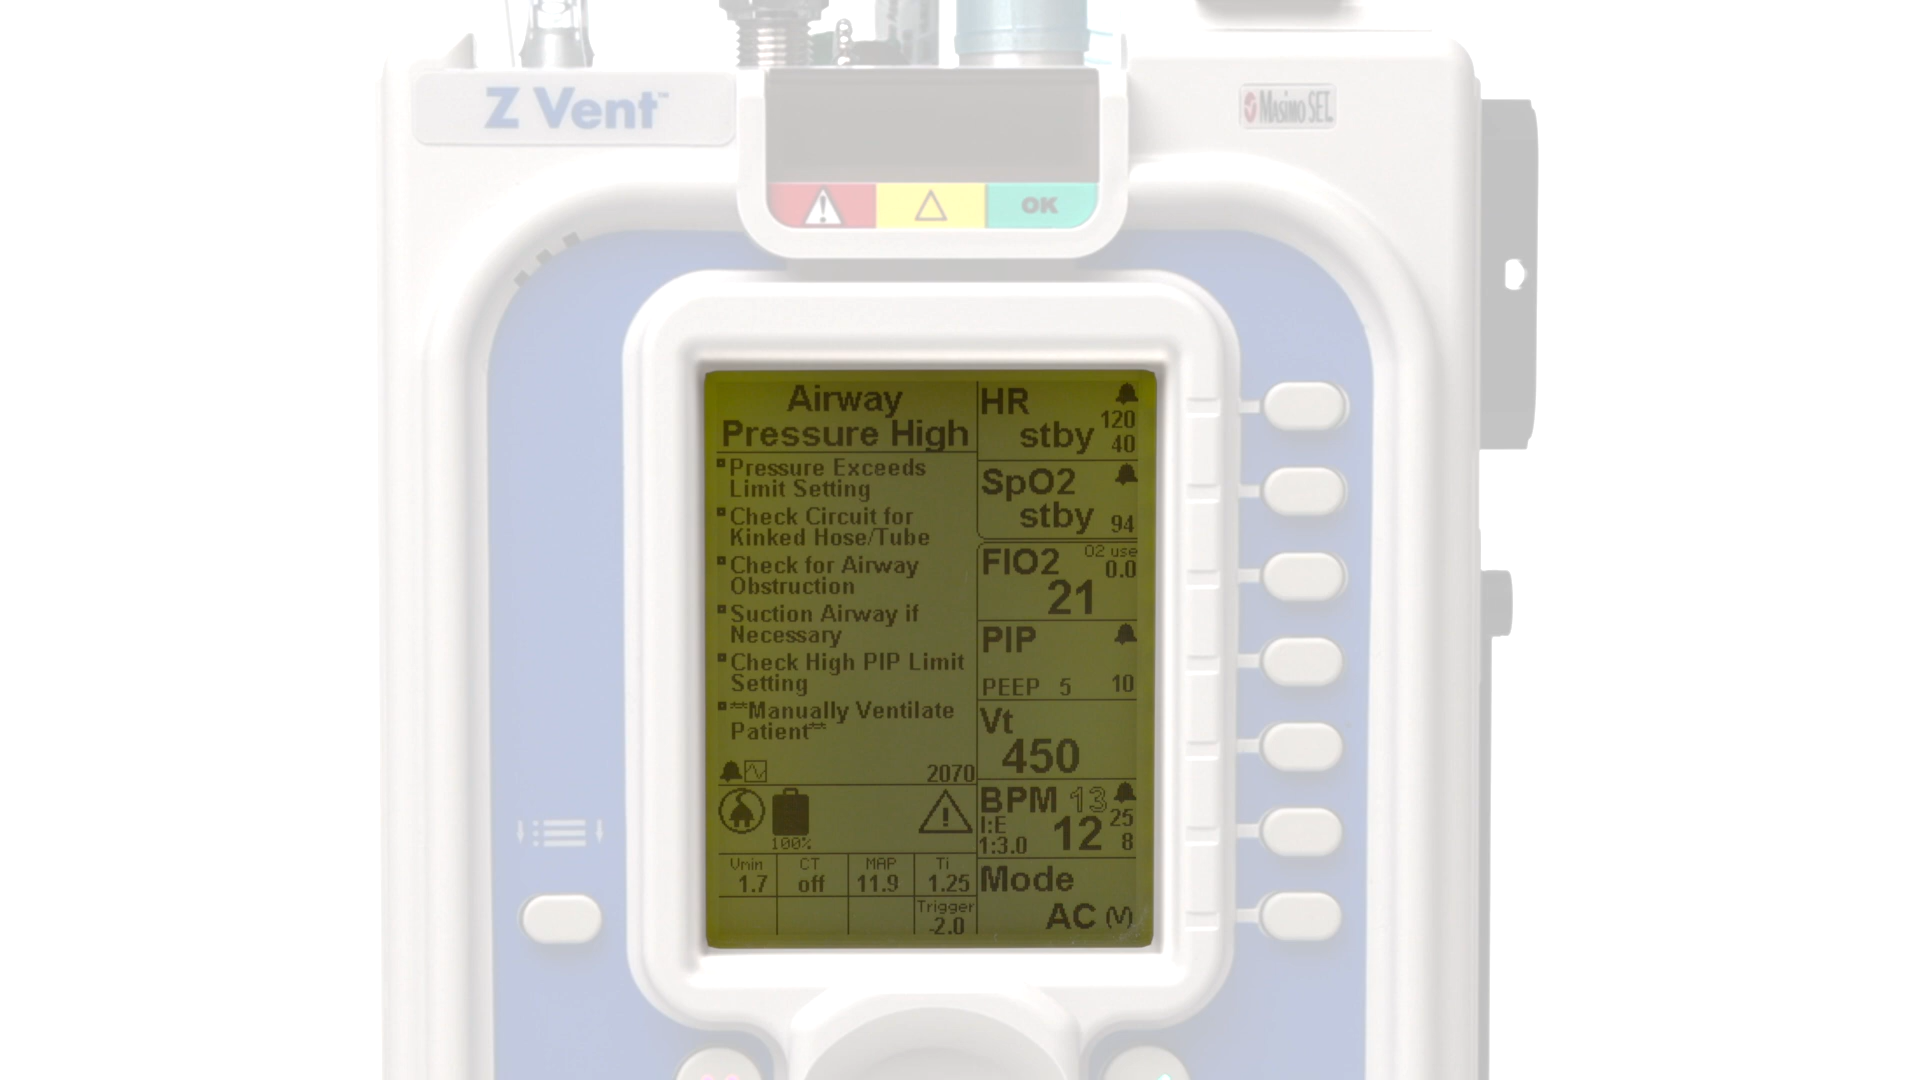 Z Vent™
Masimo SET.
OK
Airway
Pressure High
Pressure Exceeds
Limit Setting
Check Circuit for
Kinked Hose/Tube
Check for Airway
Obstruction
Suction Airway if
Necessary
Check High PIP Limit
Setting
**Manually Ventilate
Patient**
2070
100%
Vmin CT MAP Ti
1.7 off 11.9 1.25
Trigger
-2.0
HR
120
stby
40
SpO2
stby 94
FIO2 O2 use
0.0
21
PIP
PEEP 5 10
Vt
450
BPM 13
25
I:E
12
1:3.0 8
Mode
AC (V)